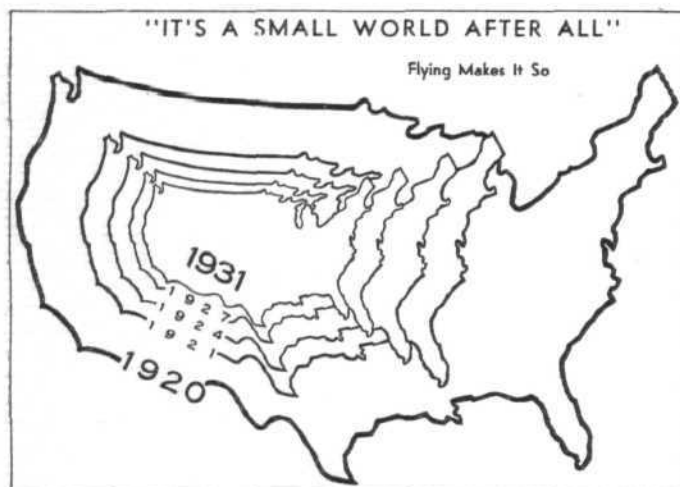 "IT'S A SMALL WORLD AFTER ALL"
Flying Makes It So
1931
1927
1924
1921
1920